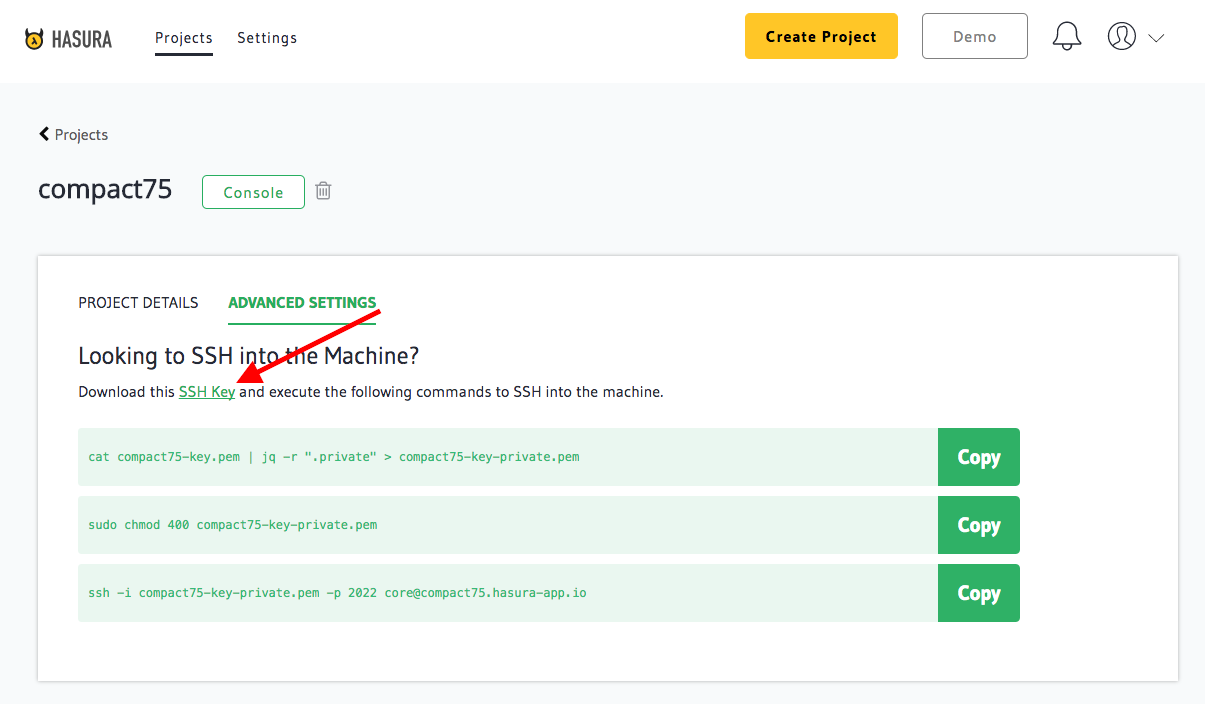 HASURA Projects Settings Create Project Demo
Projects
compact75 Console
PROJECT DETAILS ADVANCED SETTINGS
Looking to SSH into the Machine?
Download this SSH Key and execute the following commands to SSH into the machine.
cat compact75-key.pem | jq -r ".private" > compact75-key-private.pem Copy
sudo chmod 400 compact75-key-private.pem Copy
ssh -i compact75-key-private.pem -p 2022 core@compact75.hasura-app.io Copy